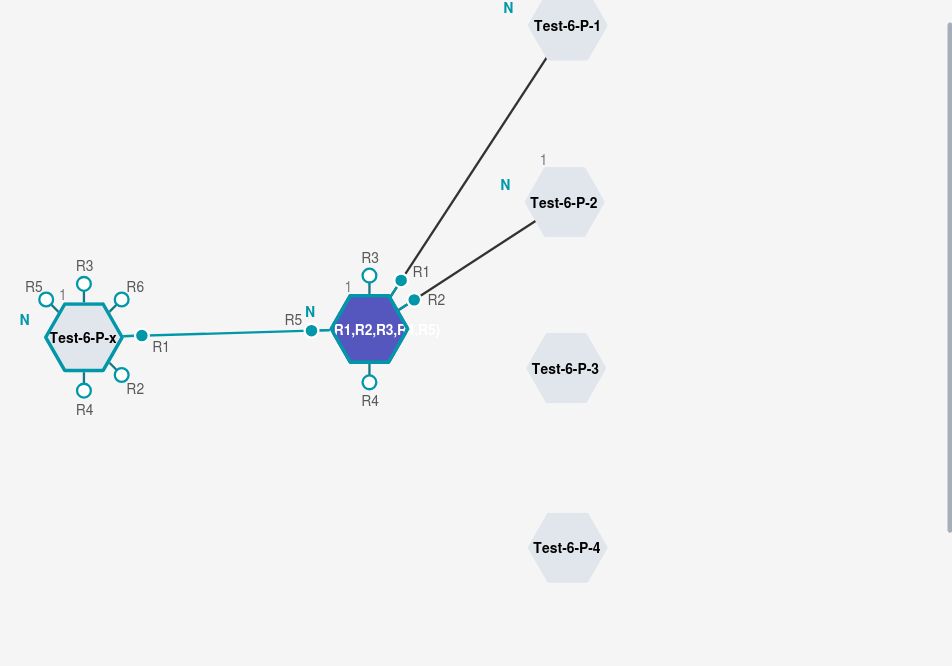 N
Test-6-P-1
1
N
Test-6-P-2
R3
R1
R2
1
N
R5
R1,R2,R3,
R5)
R4
R3
R5
1
R6
N
Test-6-P-x
R1
R2
R4
Test-6-P-3
Test-6-P-4